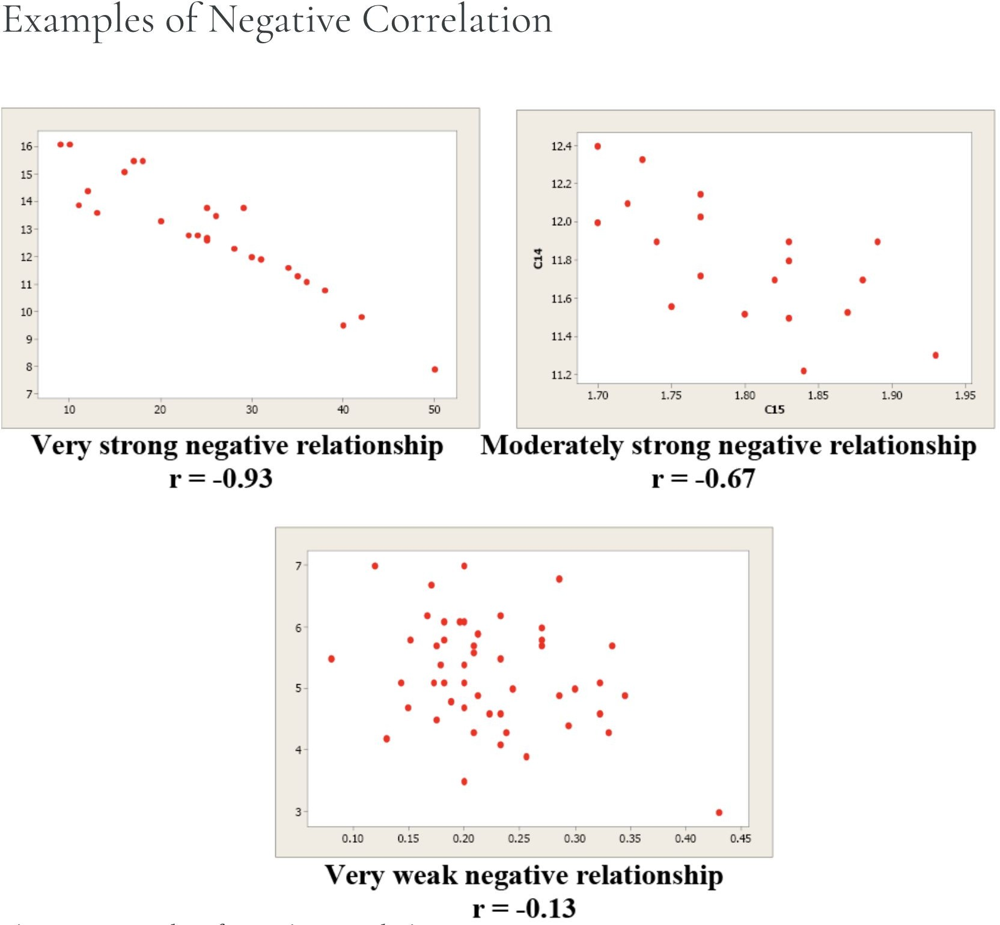 Examples of Negative Correlation
16
15
14
13
12
11
10
9
8
7
10 20 30 40 50
Very strong negative relationship
r = -0.93
12.4
12.2
12.0
11.8
11.6
11.4
11.2
C14
1.70 1.75 1.80 1.85 1.90 1.95
C15
Moderately strong negative relationship
r = -0.67
7
6
5
4
3
0.10 0.15 0.20 0.25 0.30 0.35 0.40 0.45
Very weak negative relationship
r = -0.13